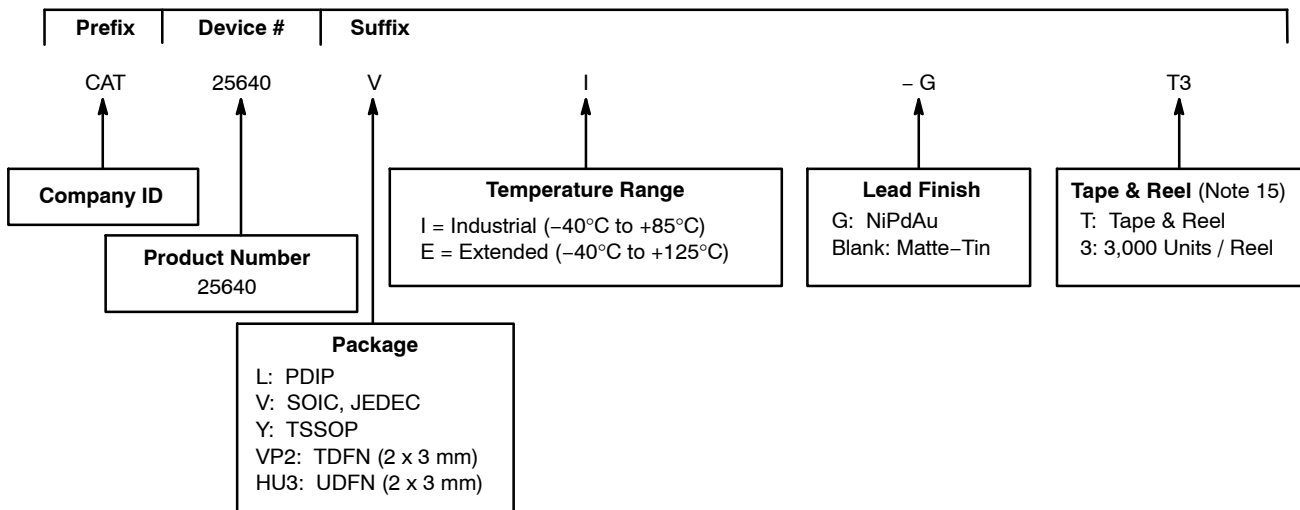 Prefix Device # Suffix
CAT 25640 V I – G T3
Company ID
Product Number
25640
Package
L: PDIP
V: SOIC, JEDEC
Y: TSSOP
VP2: TDFN (2 x 3 mm)
HU3: UDFN (2 x 3 mm)
Temperature Range
I = Industrial (−40°C to +85°C)
E = Extended (−40°C to +125°C)
Lead Finish
G: NiPdAu
Blank: Matte−Tin
Tape & Reel (Note 15)
T: Tape & Reel
3: 3,000 Units / Reel